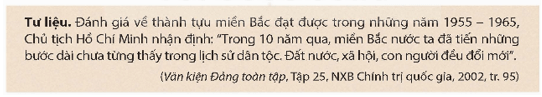 Tư liệu. Đánh giá về thành tựu miền Bắc đạt được trong những năm 1955 – 1965,
Chủ tịch Hồ Chí Minh nhận định: “Trong 10 năm qua, miền Bắc nước ta đã tiến những
bước dài chưa từng thấy trong lịch sử dân tộc. Đất nước, xã hội, con người đều đổi mới”.
(Văn kiện Đảng toàn tập, Tập 25, NXB Chính trị quốc gia, 2002, tr. 95)